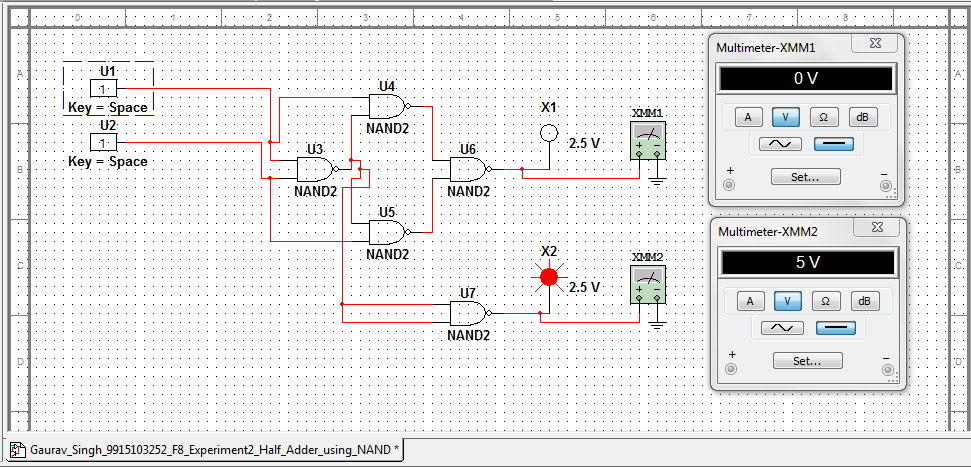 0 1 2 3 4 5 6 7 8
A
B
C
D
A
B
C
D
U1
1
Key = Space
U2
1
Key = Space
U3
NAND2
U4
NAND2
U5
NAND2
U6
NAND2
U7
NAND2
X1
2.5 V
XMM1
+ -
X2
2.5 V
XMM2
+ -
Multimeter-XMM1
0 V
A V Ω dB
+ Set... -
Multimeter-XMM2
5 V
A V Ω dB
+ Set... -
Gaurav_Singh_9915103252_F8_Experiment2_Half_Adder_using_NAND *